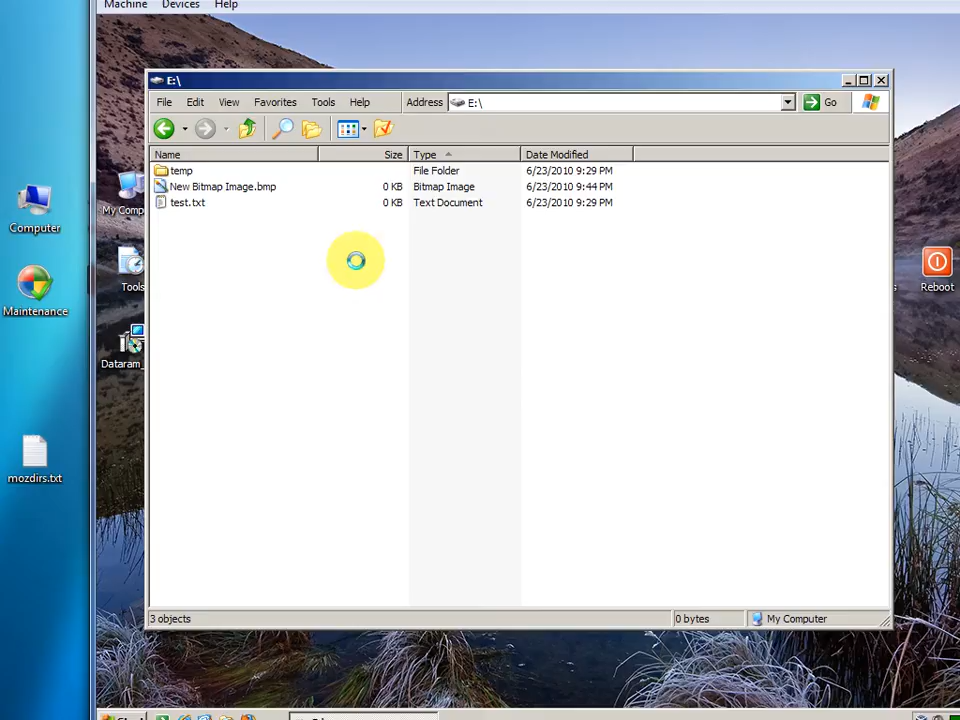 Machine Devices Help
E:\
File Edit View Favorites Tools Help Address E:\ Go
Name Size Type Date Modified
temp File Folder 6/23/2010 9:29 PM
New Bitmap Image.bmp 0 KB Bitmap Image 6/23/2010 9:44 PM
test.txt 0 KB Text Document 6/23/2010 9:29 PM
Computer
My Comp
Maintenance
Tools
Reboot
Dataram_
mozdirs.txt
3 objects 0 bytes My Computer